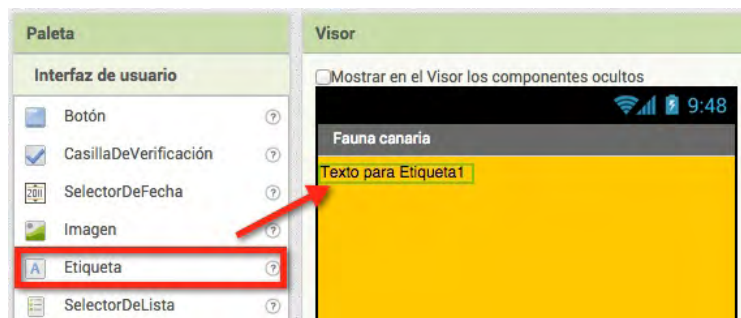 Paleta
Interfaz de usuario
Botón
?
CasillaDeVerificación
?
2011
SelectorDeFecha
?
Imagen
?
A
Etiqueta
?
SelectorDeLista
?
Visor
Mostrar en el Visor los componentes ocultos
9:48
Fauna canaria
Texto para Etiqueta1